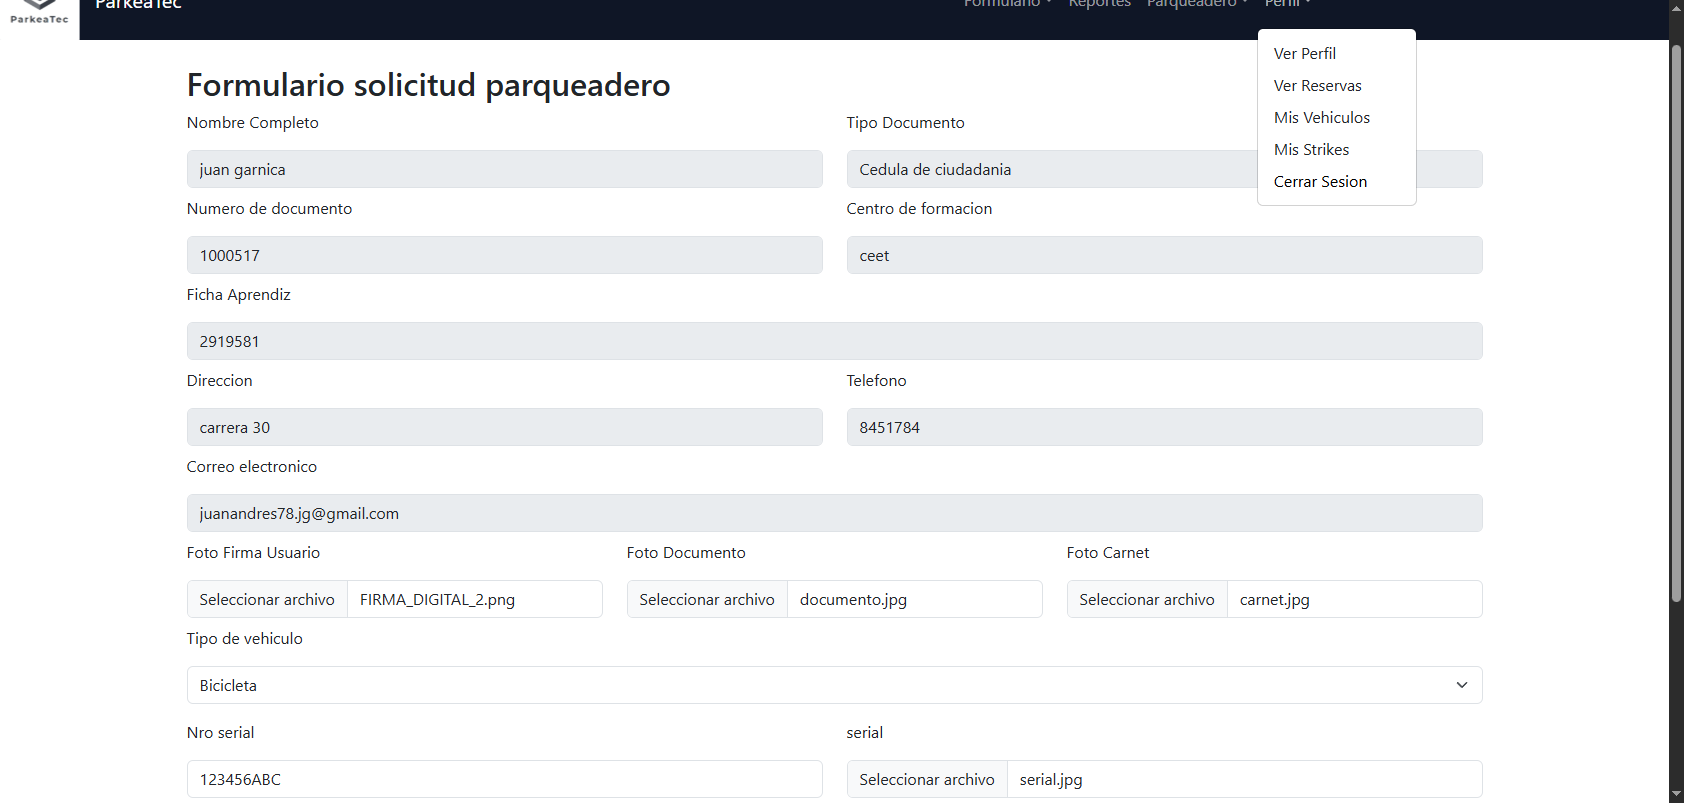 ParkeaTec
ParkeaTec
Formulario
Reportes
Parqueadero
Perfil
Ver Perfil
Ver Reservas
Mis Vehiculos
Mis Strikes
Cerrar Sesion
Formulario solicitud parqueadero
Nombre Completo
Tipo Documento
juan garnica
Cedula de ciudadania
Numero de documento
Centro de formacion
1000517
ceet
Ficha Aprendiz
2919581
Direccion
Telefono
carrera 30
8451784
Correo electronico
juanandres78.jg@gmail.com
Foto Firma Usuario
Foto Documento
Foto Carnet
Seleccionar archivo FIRMA_DIGITAL_2.png
Seleccionar archivo documento.jpg
Seleccionar archivo carnet.jpg
Tipo de vehiculo
Bicicleta
Nro serial
serial
123456ABC
Seleccionar archivo serial.jpg